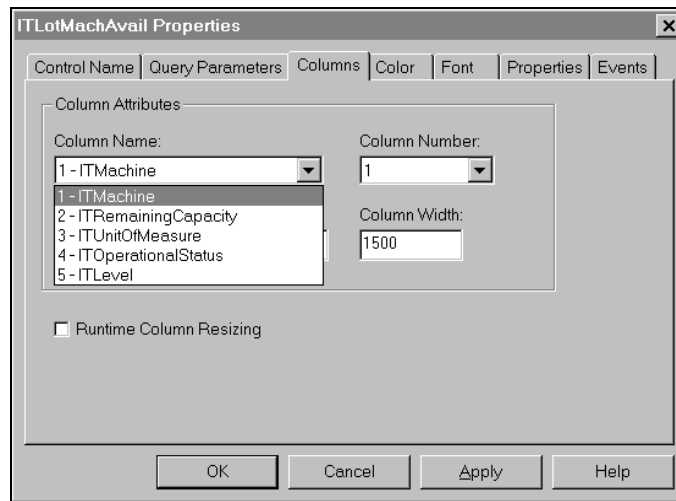 ITLotMachAvail Properties
Control Name Query Parameters Columns Color Font Properties Events
Column Attributes
Column Name: Column Number:
1 - ITMachine 1
1 - ITMachine
2 - ITRemainingCapacity
3 - ITUnitOfMeasure
4 - ITOperationalStatus
5 - ITLevel
Column Width:
1500
Runtime Column Resizing
OK Cancel Apply Help